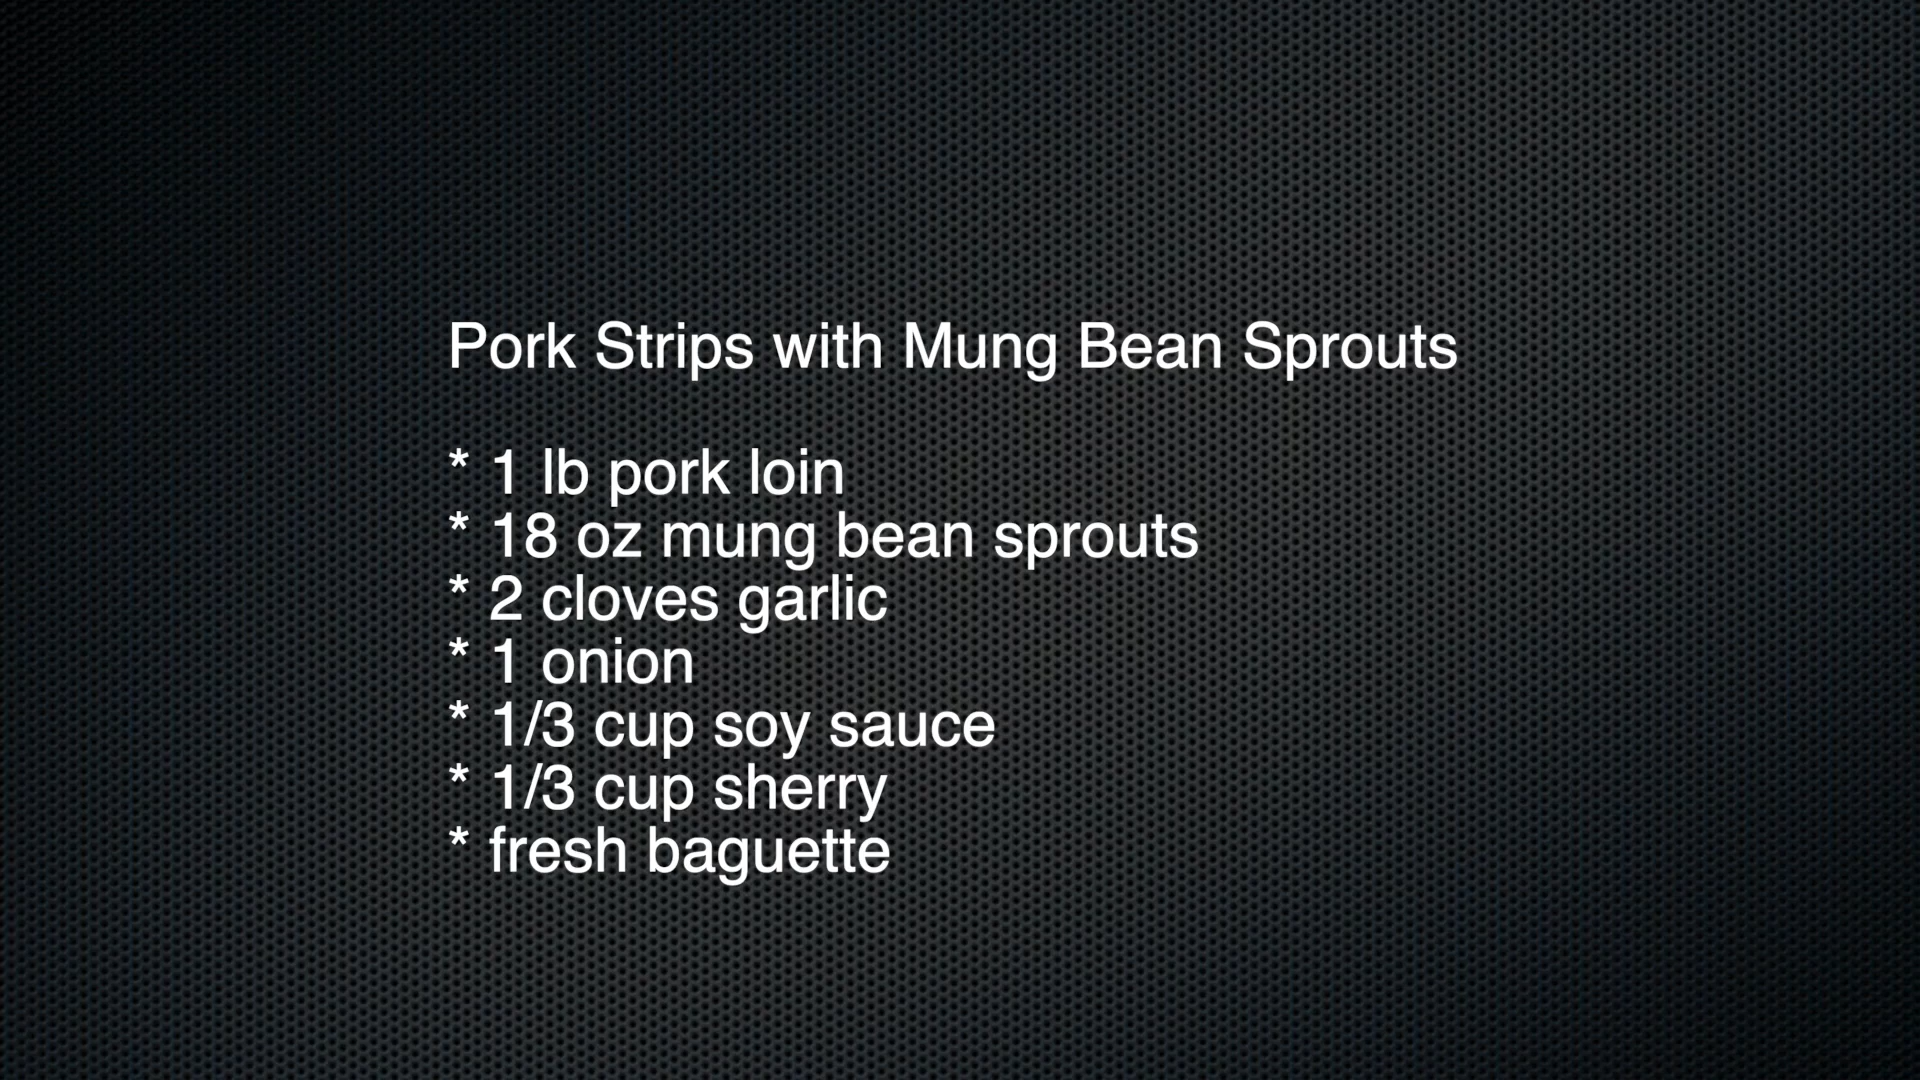 Pork Strips with Mung Bean Sprouts
* 1 lb pork loin
* 18 oz mung bean sprouts
* 2 cloves garlic
* 1 onion
* 1/3 cup soy sauce
* 1/3 cup sherry
* fresh baguette